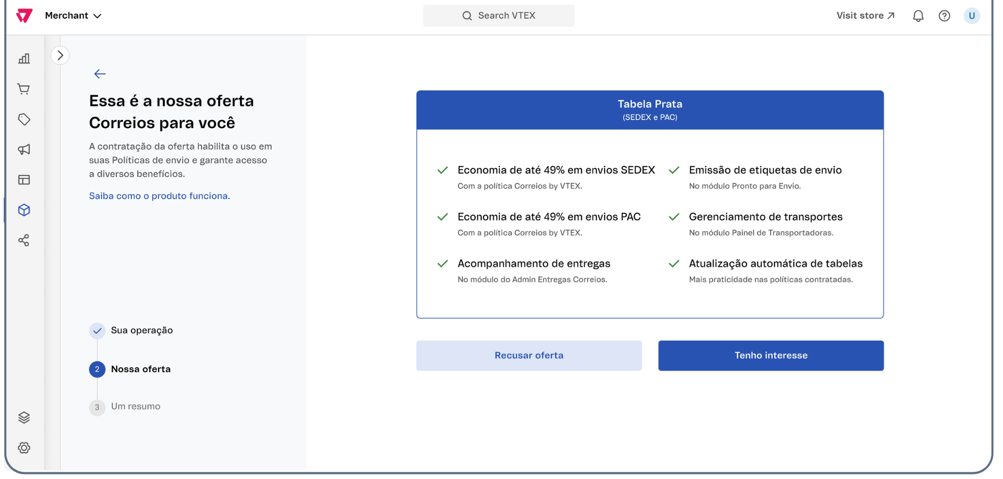 Merchant
Search VTEX
Visit store
U
Essa é a nossa oferta
Correios para você
A contratação da oferta habilita o uso em
suas Políticas de envio e garante acesso
a diversos benefícios.
Saiba como o produto funciona.
Sua operação
2 Nossa oferta
3 Um resumo
Tabela Prata
(SEDEX e PAC)
Economia de até 49% em envios SEDEX
Com a política Correios by VTEX.
Emissão de etiquetas de envio
No módulo Pronto para Envio.
Economia de até 49% em envios PAC
Com a política Correios by VTEX.
Gerenciamento de transportes
No módulo Painel de Transportadoras.
Acompanhamento de entregas
No módulo do Admin Entregas Correios.
Atualização automática de tabelas
Mais praticidade nas políticas contratadas.
Recusar oferta
Tenho interesse